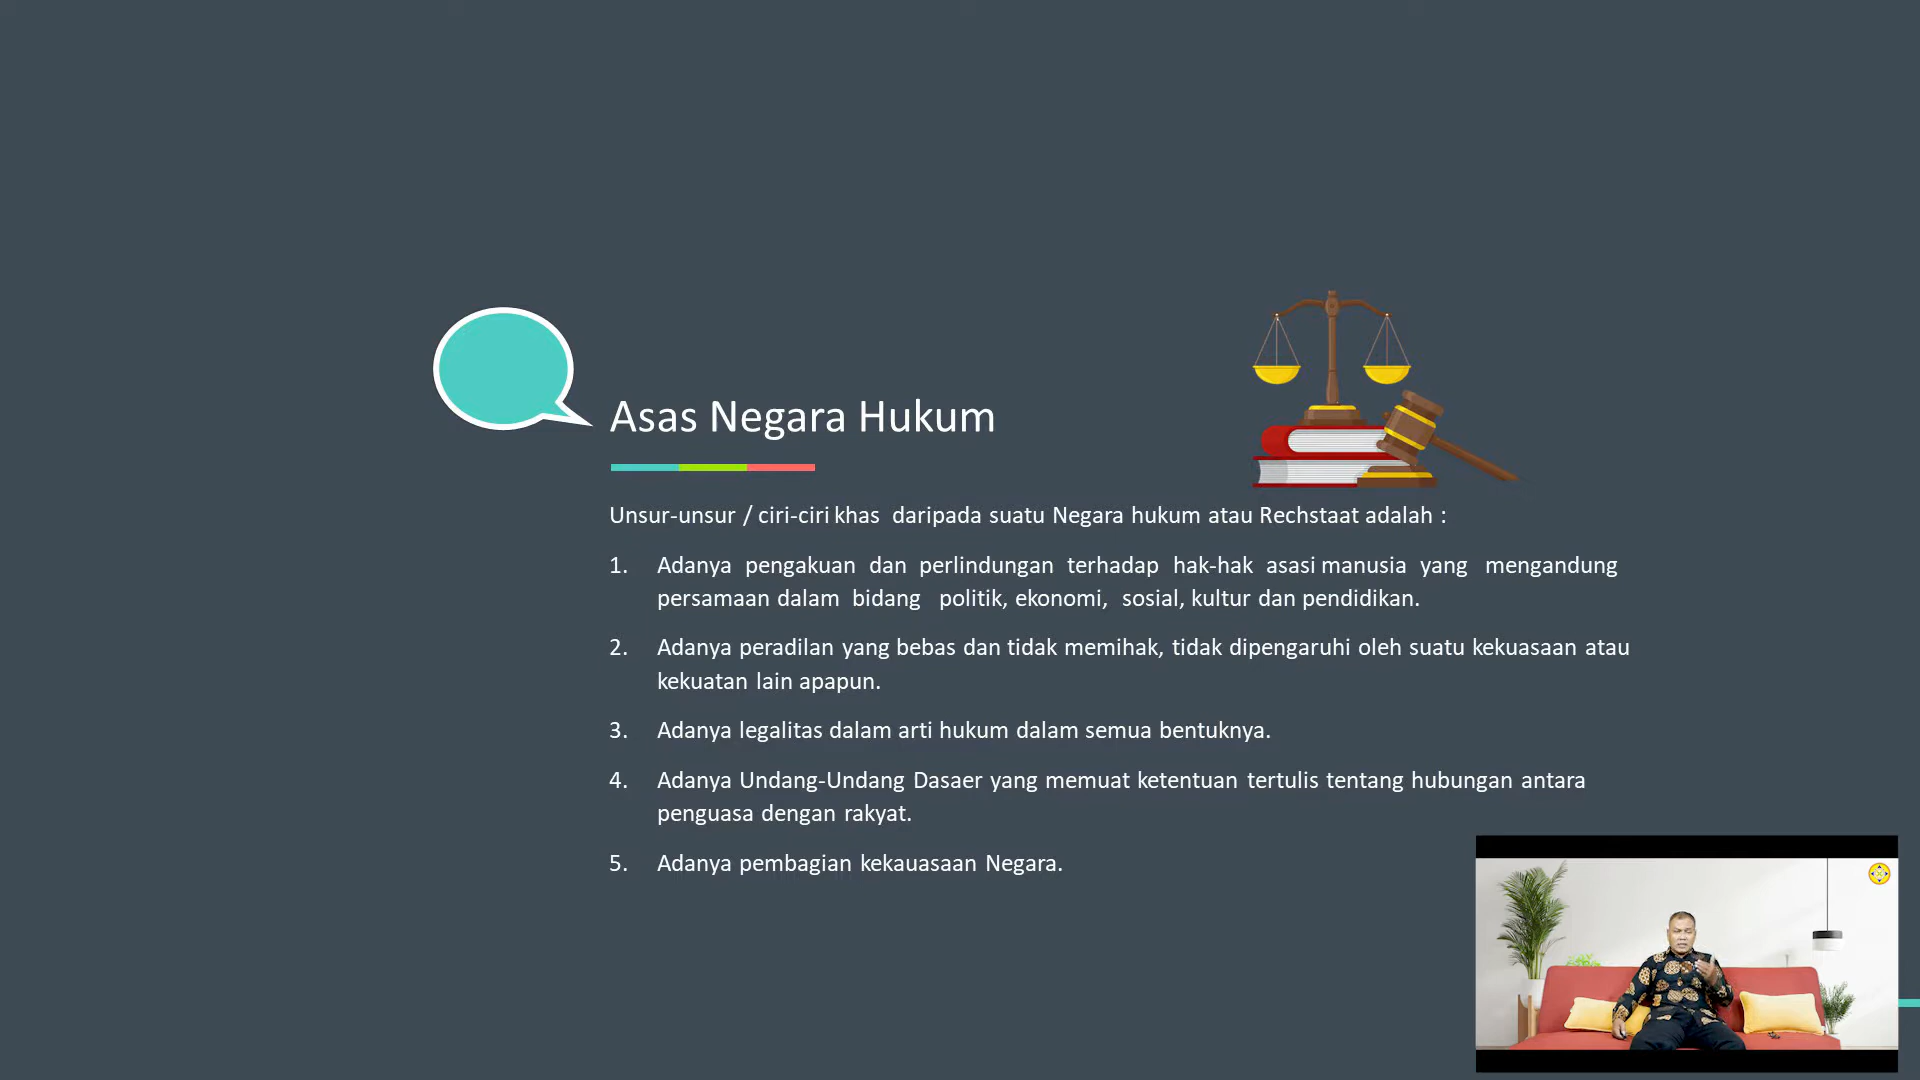 Asas Negara Hukum
Unsur-unsur / ciri-ciri khas daripada suatu Negara hukum atau Rechstaat adalah :
1. Adanya pengakuan dan perlindungan terhadap hak-hak asasi manusia yang mengandung
persamaan dalam bidang politik, ekonomi, sosial, kultur dan pendidikan.
2. Adanya peradilan yang bebas dan tidak memihak, tidak dipengaruhi oleh suatu kekuasaan atau
kekuatan lain apapun.
3. Adanya legalitas dalam arti hukum dalam semua bentuknya.
4. Adanya Undang-Undang Dasaer yang memuat ketentuan tertulis tentang hubungan antara
penguasa dengan rakyat.
5. Adanya pembagian kekauasaan Negara.